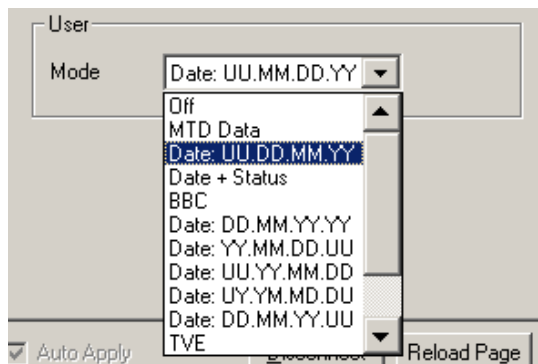 User
Mode
Date: UU.MM.DD.YY
Off
MTD Data
Date: UU.DD.MM.YY
Date + Status
BBC
Date: DD.MM.YY.YY
Date: YY.MM.DD.UU
Date: UU.YY.MM.DD
Date: UY.YM.MD.DU
Date: DD.MM.YY.UU
TVE
Auto Apply
Disconnect
Reload Page